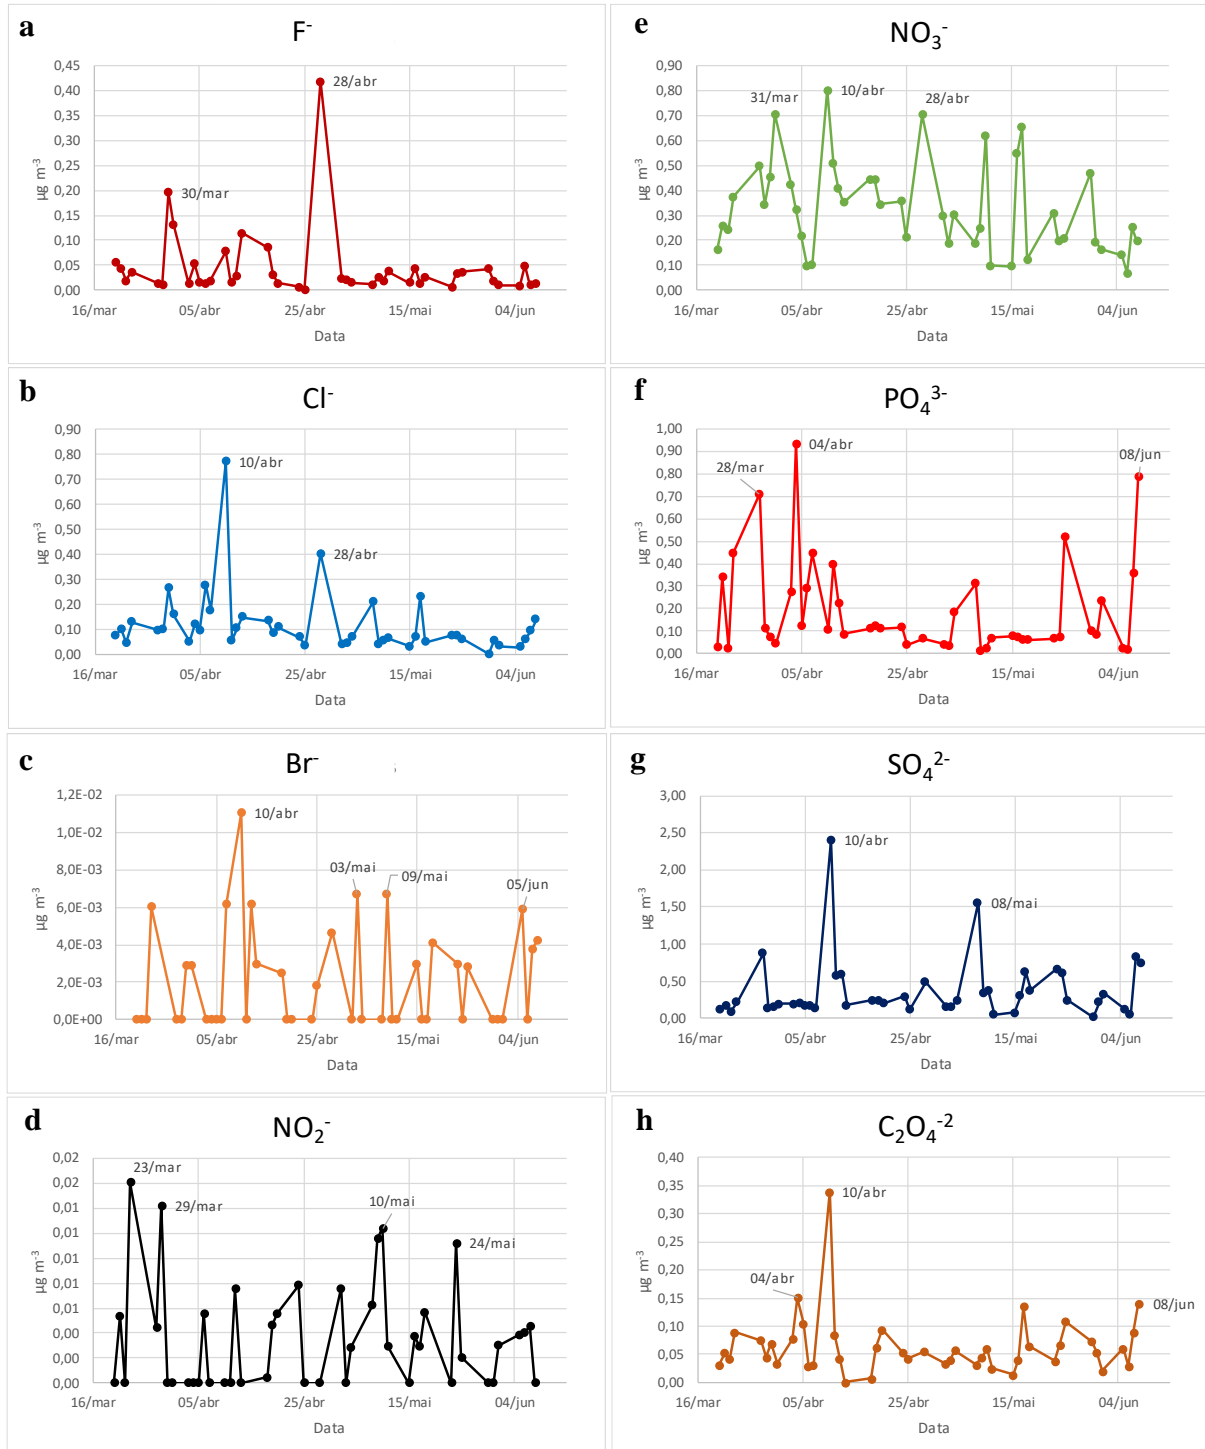 a
F⁻
0,45
0,40
0,35
0,30
0,25
0,20
0,15
0,10
0,05
0,00
µg m⁻³
28/abr
30/mar
16/mar 05/abr 25/abr 15/mai 04/jun
Data
b
Cl⁻
0,90
0,80
0,70
0,60
0,50
0,40
0,30
0,20
0,10
0,00
µg m⁻³
10/abr
28/abr
16/mar 05/abr 25/abr 15/mai 04/jun
Data
c
Br⁻
;
1,2E-02
1,0E-02
8,0E-03
6,0E-03
4,0E-03
2,0E-03
0,0E+00
µg m⁻³
10/abr
03/mai
09/mai
05/jun
16/mar 05/abr 25/abr 15/mai 04/jun
Data
d
NO₂⁻
0,02
0,02
0,01
0,01
0,01
0,01
0,01
0,00
0,00
0,00
µg m⁻³
23/mar
29/mar
10/mai
24/mai
16/mar 05/abr 25/abr 15/mai 04/jun
Data
e
NO₃⁻
0,90
0,80
0,70
0,60
0,50
0,40
0,30
0,20
0,10
0,00
µg m⁻³
31/mar
10/abr
28/abr
16/mar 05/abr 25/abr 15/mai 04/jun
Data
f
PO₄³⁻
1,00
0,90
0,80
0,70
0,60
0,50
0,40
0,30
0,20
0,10
0,00
µg m⁻³
28/mar
04/abr
08/jun
16/mar 05/abr 25/abr 15/mai 04/jun
Data
g
SO₄²⁻
3,00
2,50
2,00
1,50
1,00
0,50
0,00
µg m⁻³
10/abr
08/mai
16/mar 05/abr 25/abr 15/mai 04/jun
Data
h
C₂O₄⁻²
0,40
0,35
0,30
0,25
0,20
0,15
0,10
0,05
0,00
µg m⁻³
04/abr
10/abr
08/jun
16/mar 05/abr 25/abr 15/mai 04/jun
Data